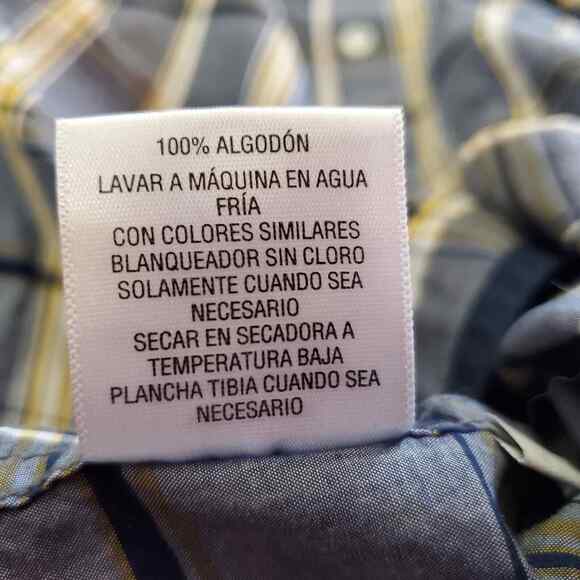 100% ALGODÓN
LAVAR A MÁQUINA EN AGUA
FRÍA
CON COLORES SIMILARES
BLANQUEADOR SIN CLORO
SOLAMENTE CUANDO SEA
NECESARIO
SECAR EN SECADORA A
TEMPERATURA BAJA
PLANCHA TIBIA CUANDO SEA
NECESARIO